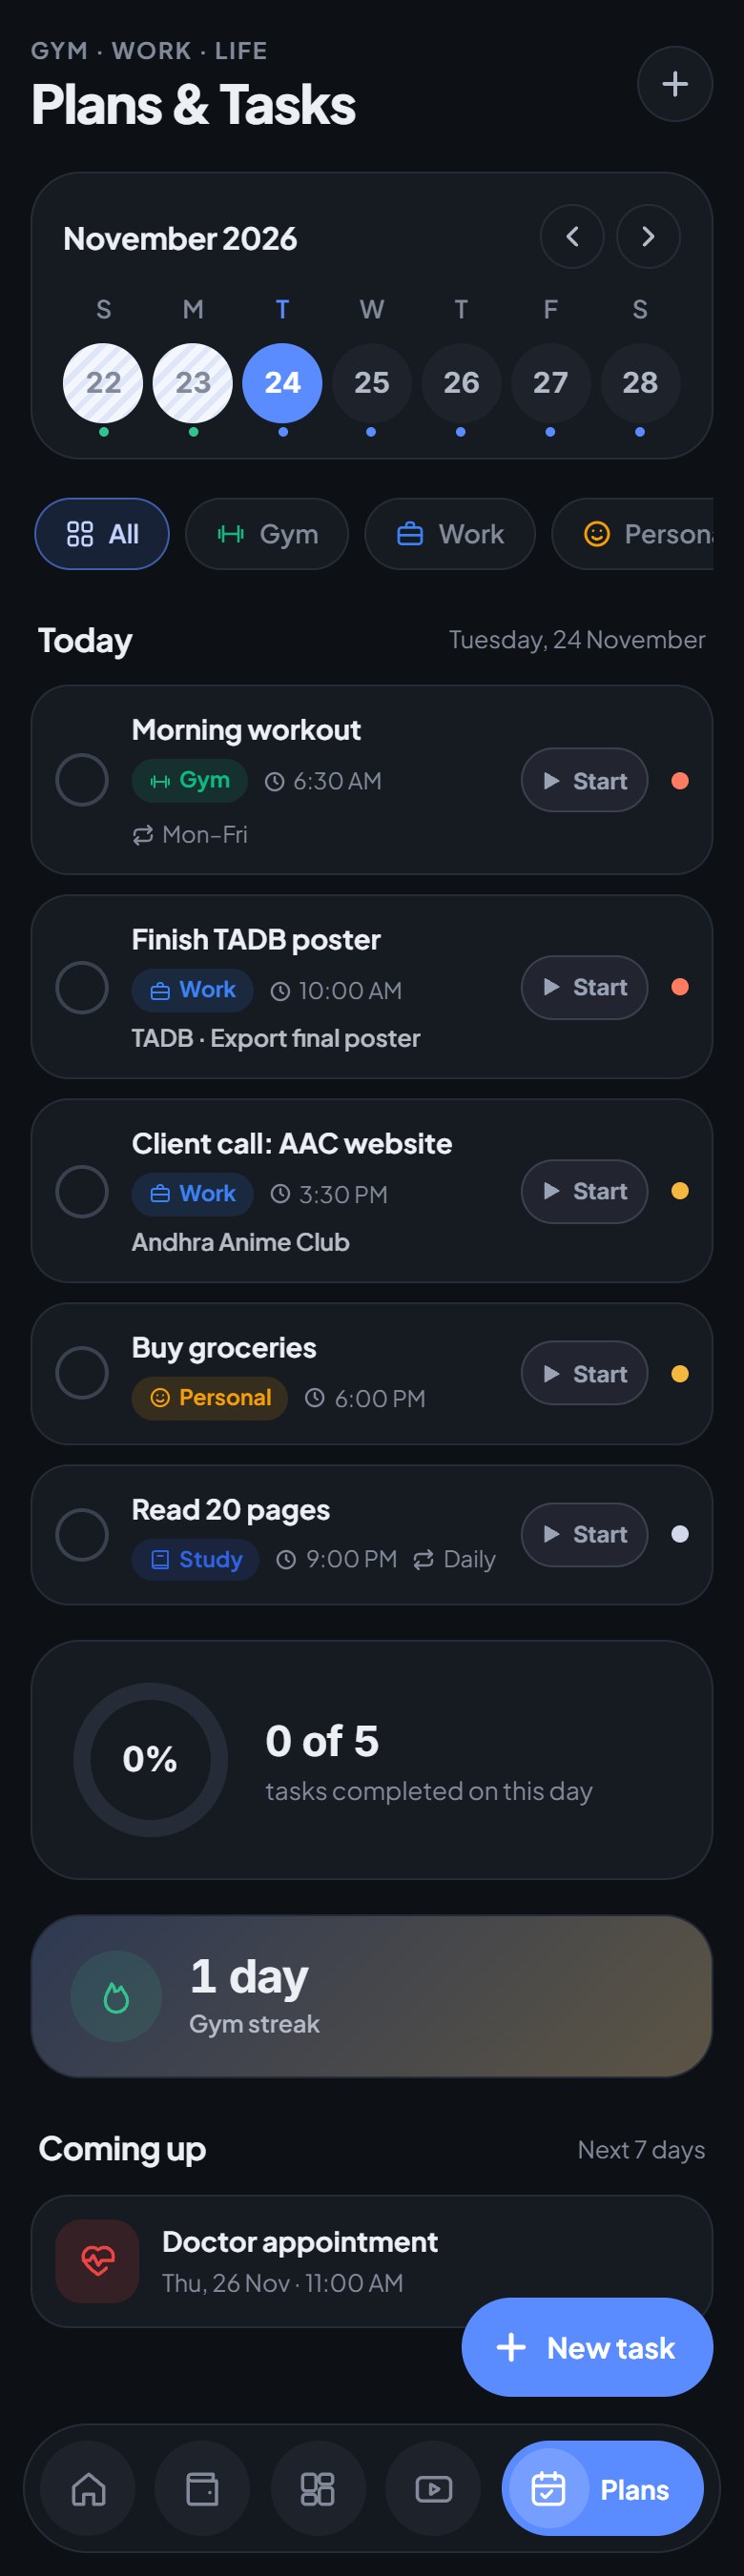 GYM · WORK · LIFE
Plans & Tasks
November 2026
S M T W T F S
22 23 24 25 26 27 28
All Gym Work Persona
Today Tuesday, 24 November
Morning workout
Gym 6:30 AM Start
Mon–Fri
Finish TADB poster
Work 10:00 AM Start
TADB · Export final poster
Client call: AAC website
Work 3:30 PM Start
Andhra Anime Club
Buy groceries
Personal 6:00 PM Start
Read 20 pages
Study 9:00 PM Daily Start
0% 0 of 5
tasks completed on this day
1 day
Gym streak
Coming up Next 7 days
Doctor appointment
Thu, 26 Nov · 11:00 AM
New task
Plans